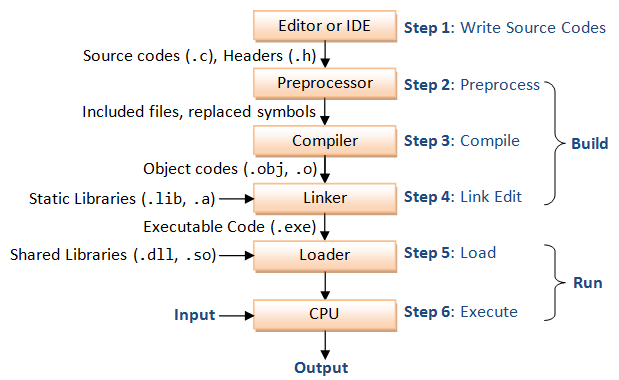 Editor or IDE
Step 1: Write Source Codes
Source codes (.c), Headers (.h)
Preprocessor
Step 2: Preprocess
Included files, replaced symbols
Compiler
Step 3: Compile
Build
Object codes (.obj, .o)
Static Libraries (.lib, .a)
Linker
Step 4: Link Edit
Executable Code (.exe)
Shared Libraries (.dll, .so)
Loader
Step 5: Load
Run
Input
CPU
Step 6: Execute
Output